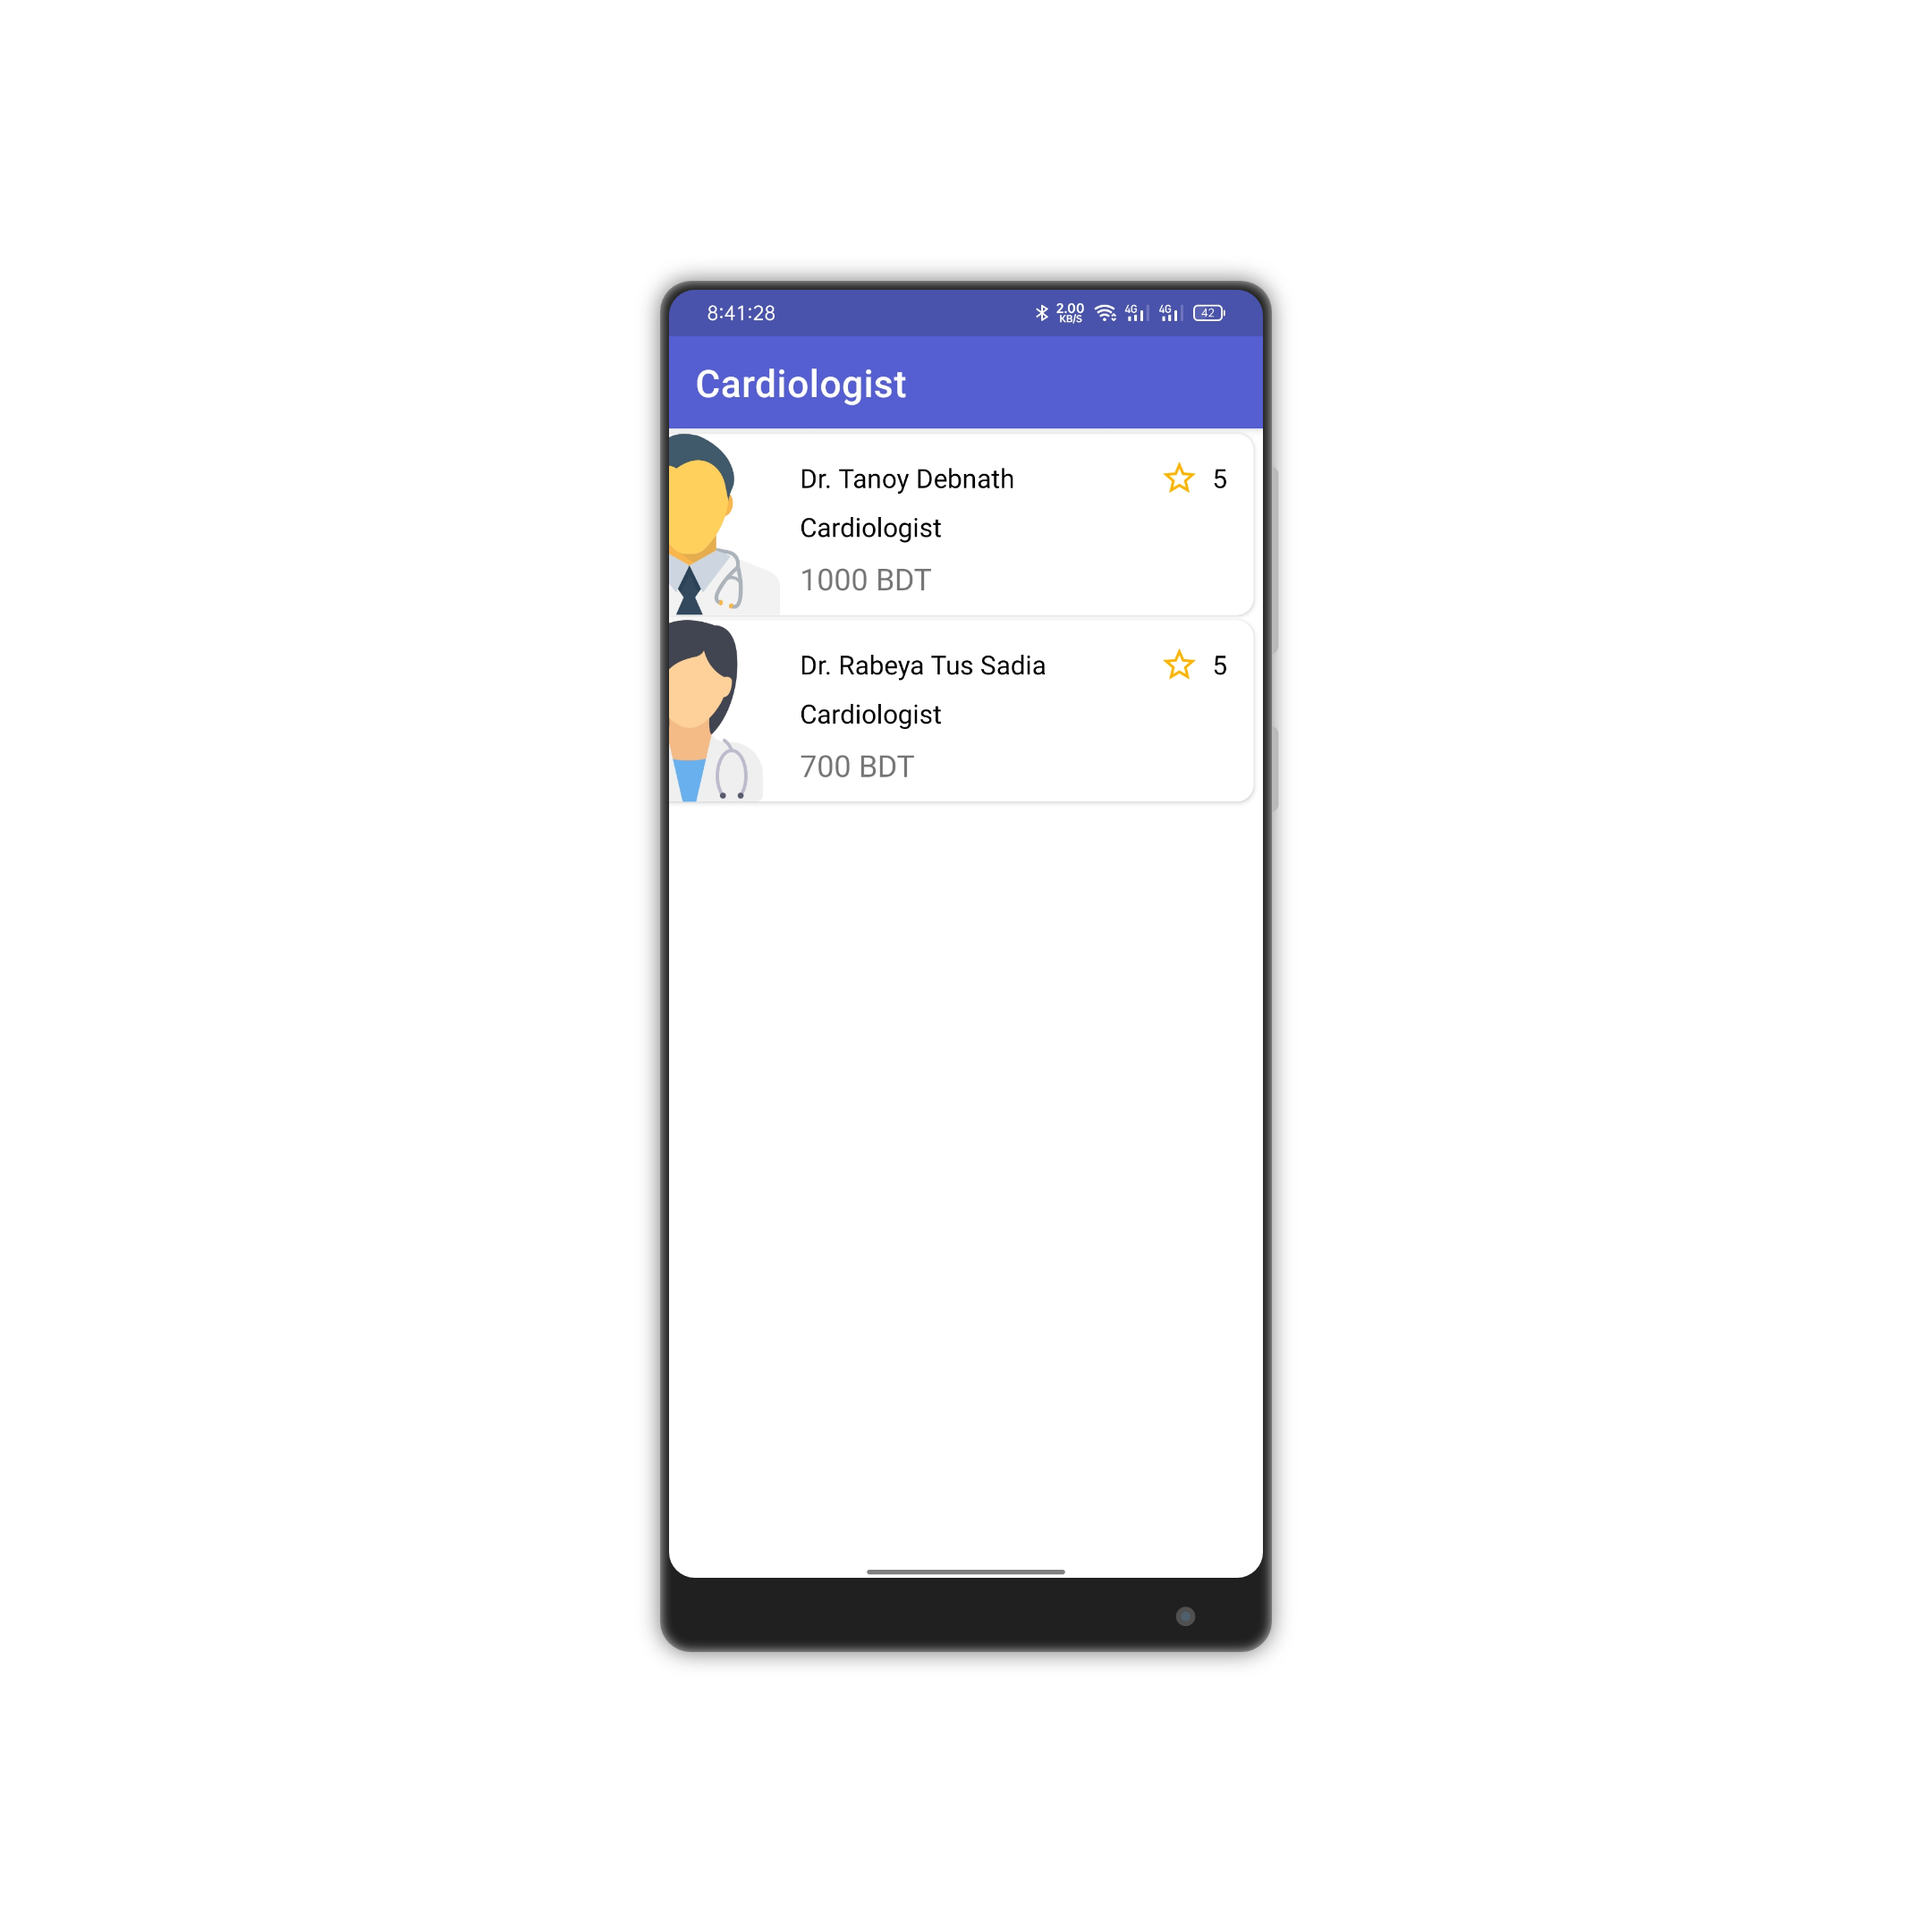 8:41:28
2.00
KB/S
4G
4G
42
Cardiologist
Dr. Tanoy Debnath
5
Cardiologist
1000 BDT
Dr. Rabeya Tus Sadia
5
Cardiologist
700 BDT